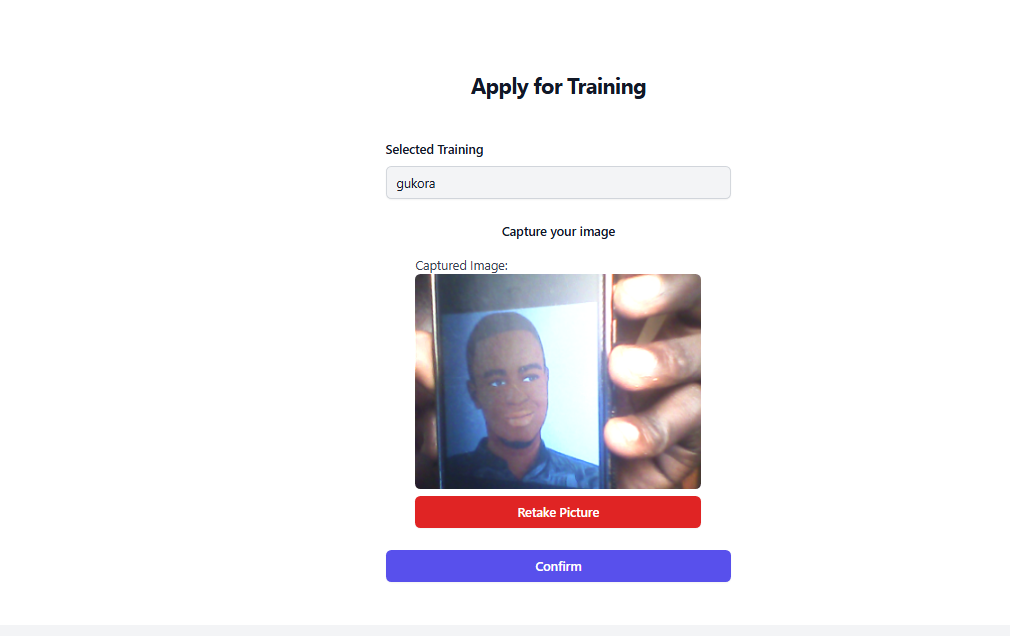 Apply for Training
Selected Training
gukora
Capture your image
Captured Image:
Retake Picture
Confirm